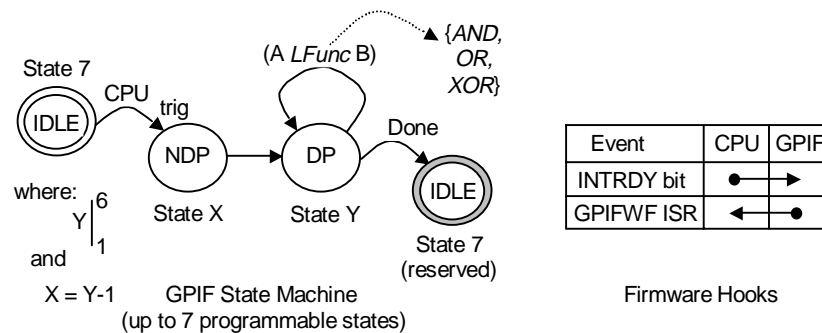 State 7
IDLE
CPU
trig
NDP
State X
(A LFunc B)
{AND,
OR,
XOR}
DP
State Y
Done
IDLE
State 7
(reserved)
where:
Y 6
1
and
X = Y-1
GPIF State Machine
(up to 7 programmable states)
Event CPU GPIF
INTRDY bit
GPIFWF ISR
Firmware Hooks